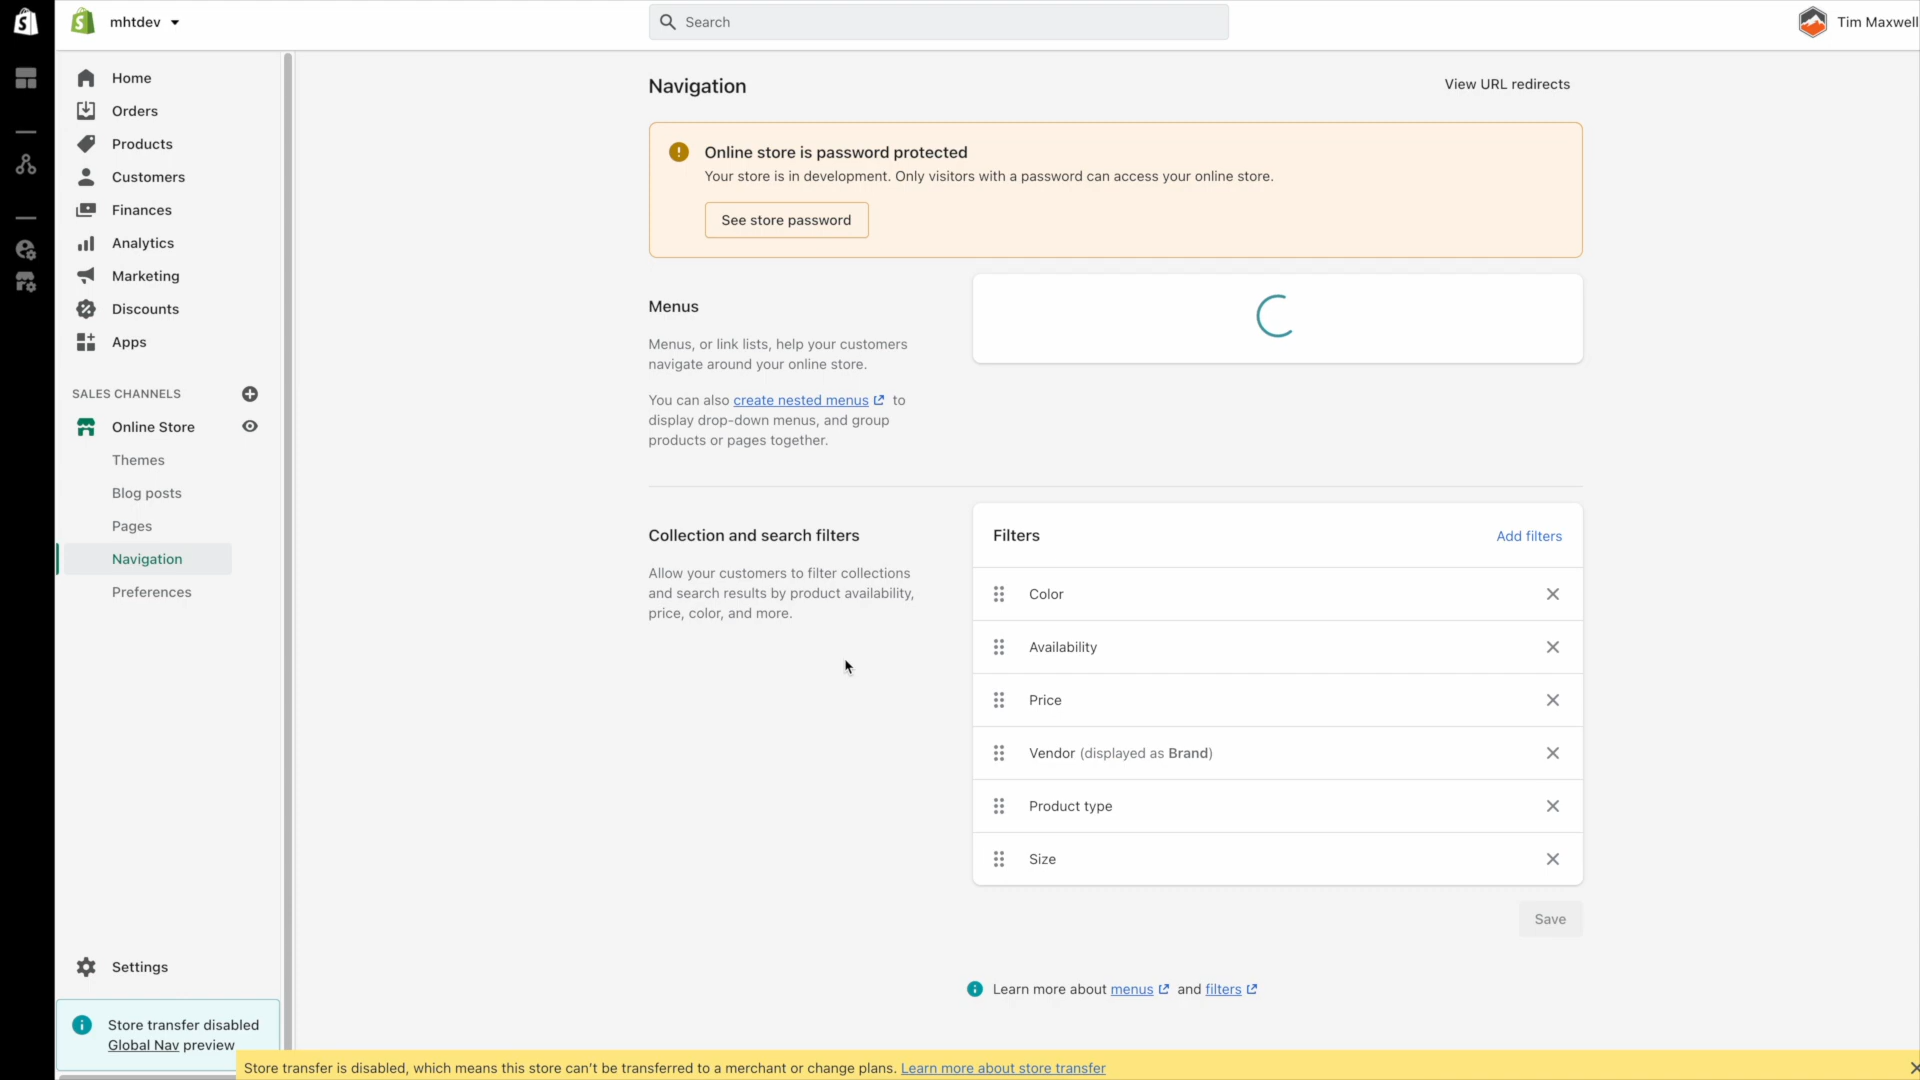 mhtdev
Search
Tim Maxwell
Home
Orders
Products
Customers
Finances
Analytics
Marketing
Discounts
Apps
SALES CHANNELS
Online Store
Themes
Blog posts
Pages
Navigation
Preferences
Settings
Store transfer disabled
Global Nav preview
Navigation
View URL redirects
Online store is password protected
Your store is in development. Only visitors with a password can access your online store.
See store password
Menus
Menus, or link lists, help your customers
navigate around your online store.
You can also create nested menus to
display drop-down menus, and group
products or pages together.
Collection and search filters
Allow your customers to filter collections
and search results by product availability,
price, color, and more.
Filters
Add filters
Color
Availability
Price
Vendor (displayed as Brand)
Product type
Size
Save
Learn more about menus and filters
Store transfer is disabled, which means this store can't be transferred to a merchant or change plans. Learn more about store transfer